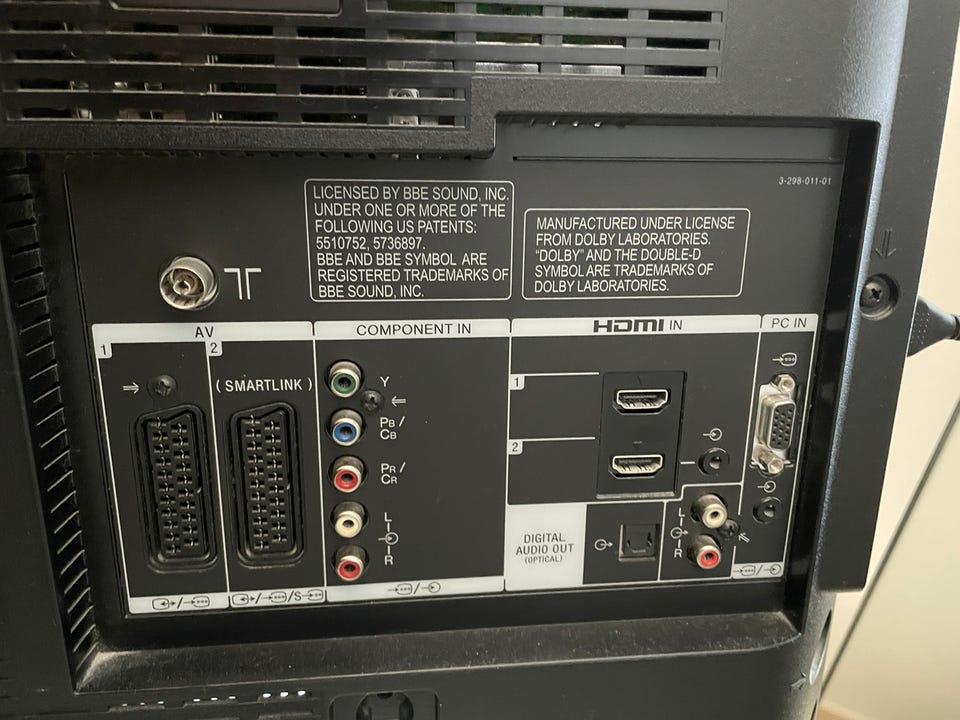 3-298-011-01
LICENSED BY BBE SOUND, INC.
UNDER ONE OR MORE OF THE
FOLLOWING US PATENTS:
5510752, 5736897.
BBE AND BBE SYMBOL ARE
REGISTERED TRADEMARKS OF
BBE SOUND, INC.
MANUFACTURED UNDER LICENSE
FROM DOLBY LABORATORIES.
"DOLBY" AND THE DOUBLE-D
SYMBOL ARE TRADEMARKS OF
DOLBY LABORATORIES.
AV
1
2
(SMARTLINK)
/S
COMPONENT IN
Y
PB /
CB
PR /
CR
L
R
HDMI IN
1
2
DIGITAL
AUDIO OUT
(OPTICAL)
L
R
PC IN